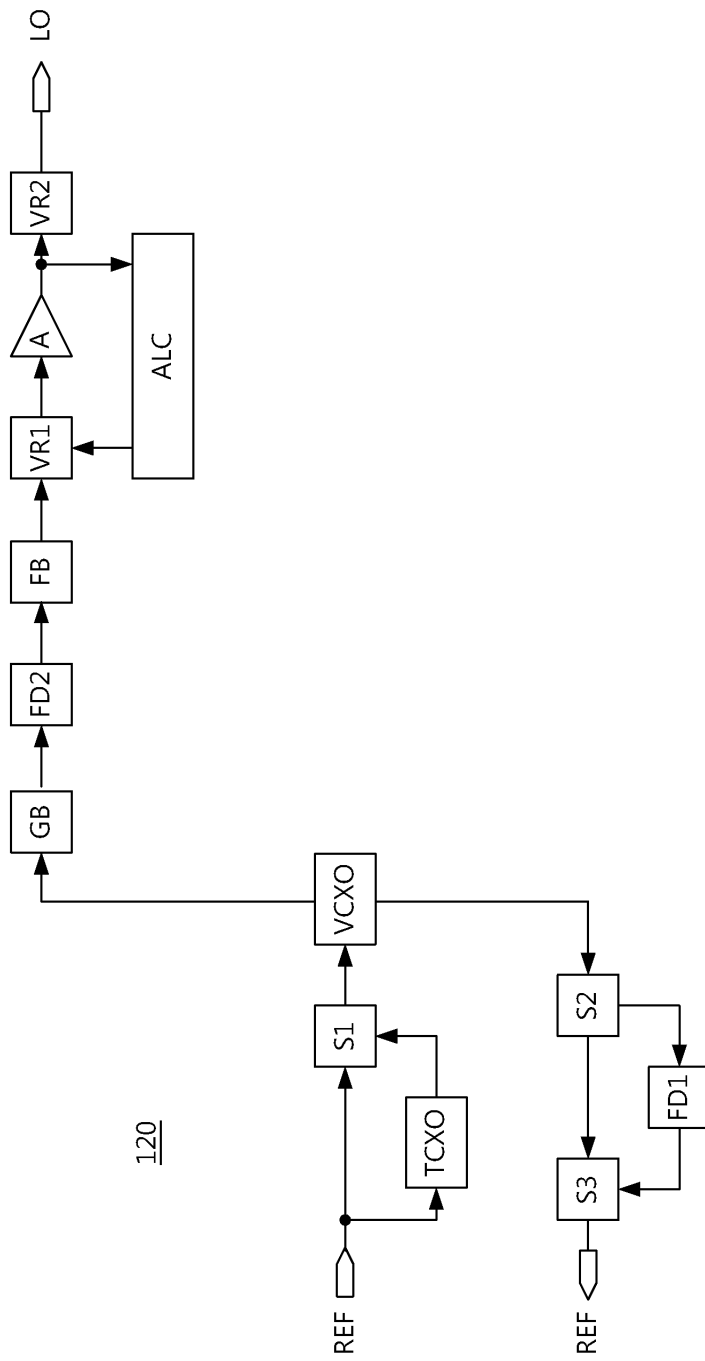 120
GB
FD2
FB
VR1
A
VR2
LO
ALC
REF
S1
VCXO
TCXO
REF
S3
S2
FD1